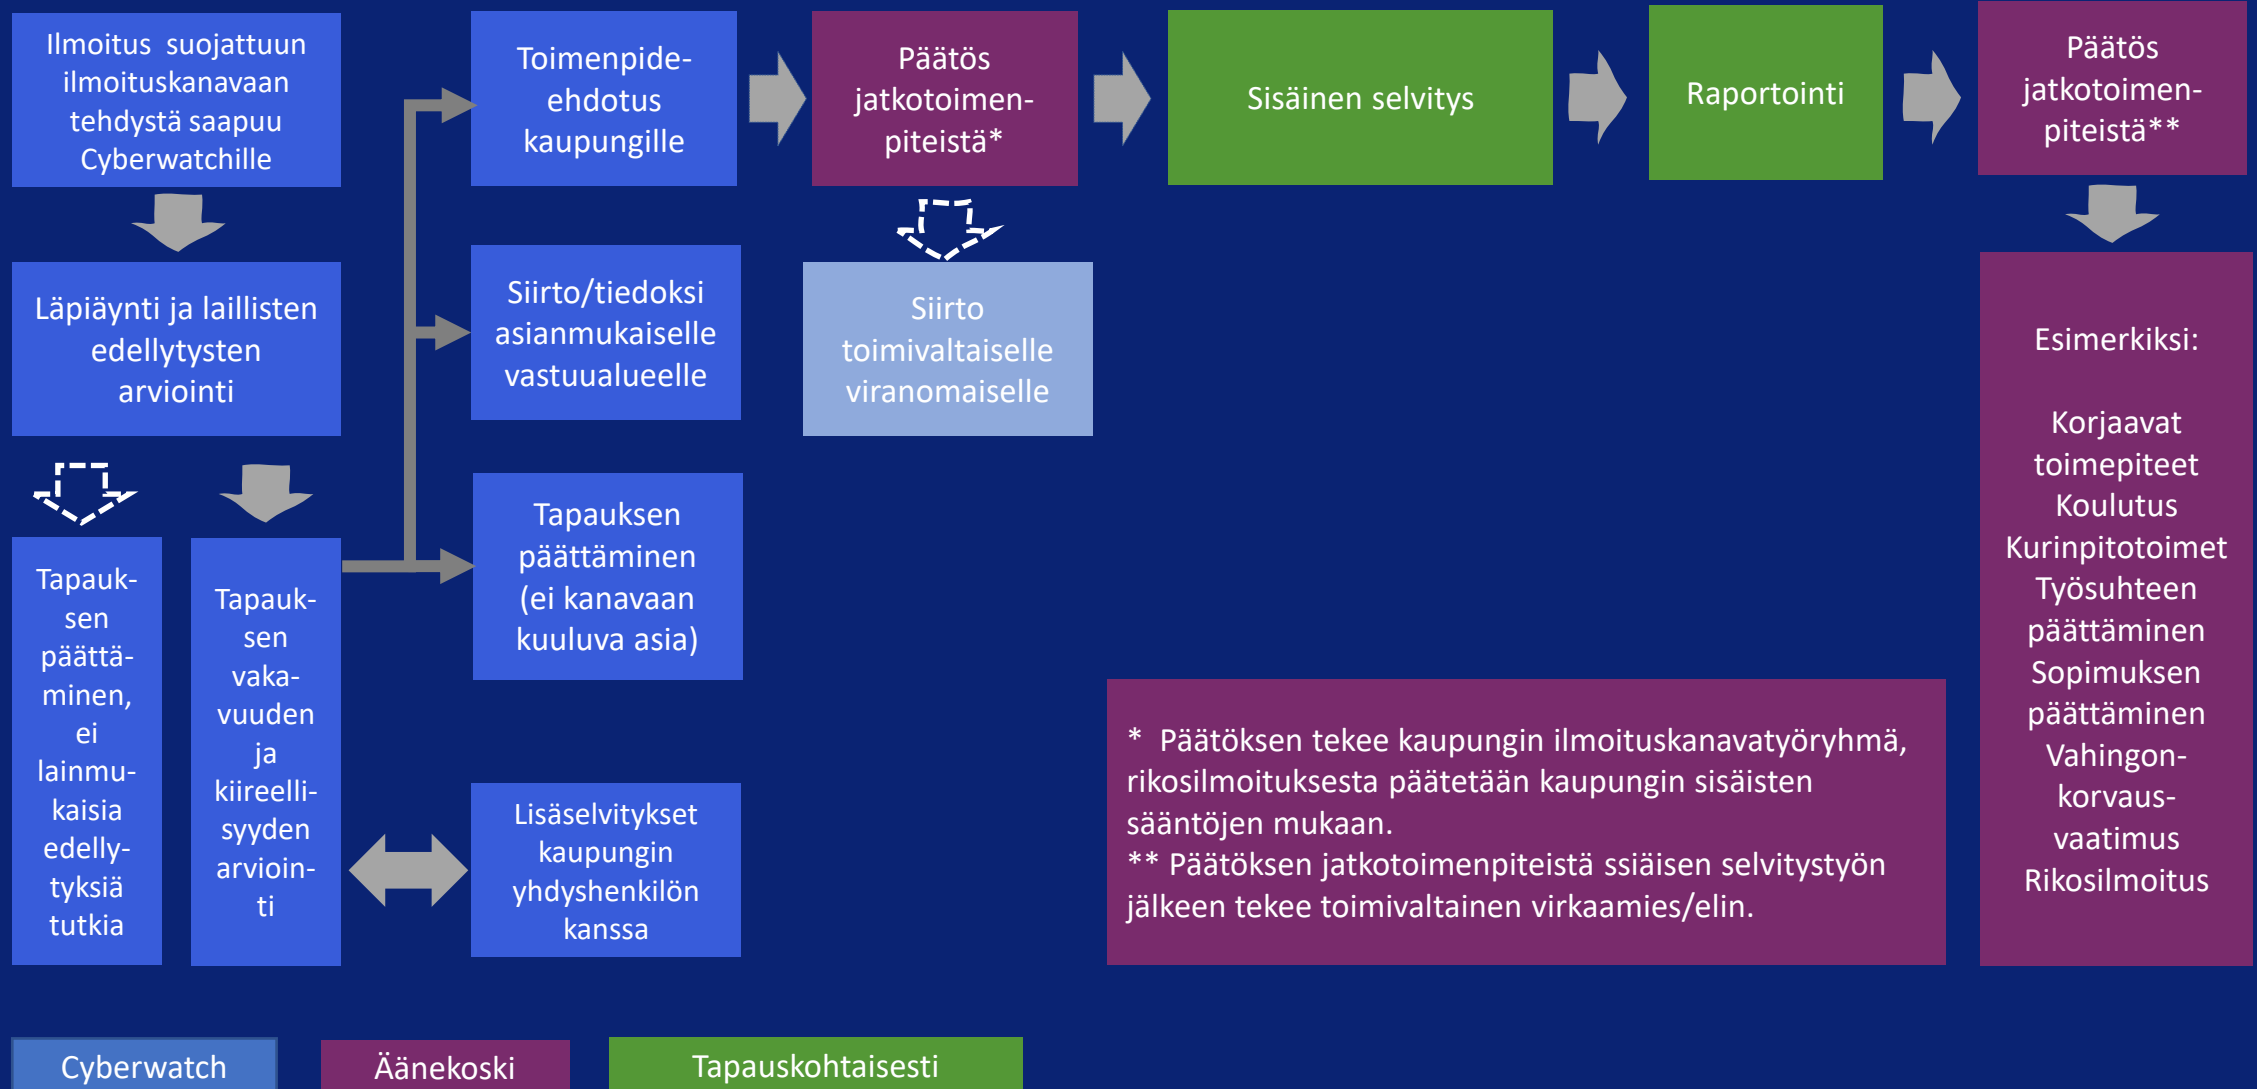 Ilmoitus suojattuun
ilmoituskanavaan
tehdystä saapuu
Cyberwatchille
Toimenpide-
ehdotus
kaupungille
Päätös
jatkotoimen-
piteistä*
Sisäinen selvitys
Raportointi
Päätös
jatkotoimen-
piteistä**
Läpiäynti ja laillisten
edellytysten
arviointi
Siirto/tiedoksi
asianmukaiselle
vastuualueelle
Siirto
toimivaltaiselle
viranomaiselle
Esimerkiksi:
Korjaavat
toimepiteet
Koulutus
Kurinpitotoimet
Työsuhteen
päättäminen
Sopimuksen
päättäminen
Vahingon-
korvaus-
vaatimus
Rikosilmoitus
Tapauk-
sen
päättä-
minen,
ei
lainmu-
kaisia
edelly-
tyksiä
tutkia
Tapauk-
sen
vaka-
vuuden
ja
kiireelli-
syyden
arvioin-
ti
Tapauksen
päättäminen
(ei kanavaan
kuuluva asia)
Lisäselvitykset
kaupungin
yhdyshenkilön
kanssa
* Päätöksen tekee kaupungin ilmoituskanavatyöryhmä,
rikosilmoituksesta päätetään kaupungin sisäisten
sääntöjen mukaan.
** Päätöksen jatkotoimenpiteistä ssiäisen selvitystyön
jälkeen tekee toimivaltainen virkaamies/elin.
Cyberwatch
Äänekoski
Tapauskohtaisesti